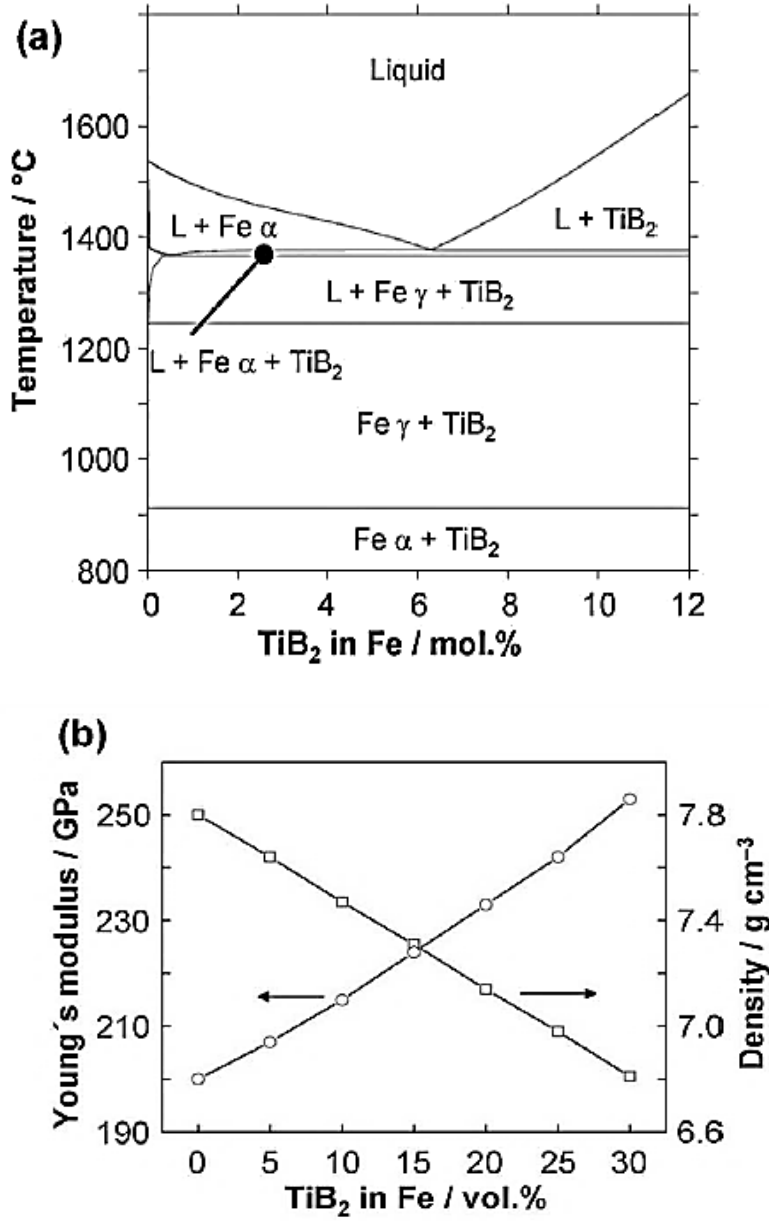 (a)
Liquid
1600
L + Fe α
L + TiB₂
1400
L + Fe γ + TiB₂
1200
L + Fe α + TiB₂
Fe γ + TiB₂
1000
Fe α + TiB₂
800
Temperature / °C
0 2 4 6 8 10 12
TiB₂ in Fe / mol.%
(b)
250 7.8
230 7.4
210 7.0
190 6.6
Young´s modulus / GPa
Density / g cm⁻³
0 5 10 15 20 25 30
TiB₂ in Fe / vol.%